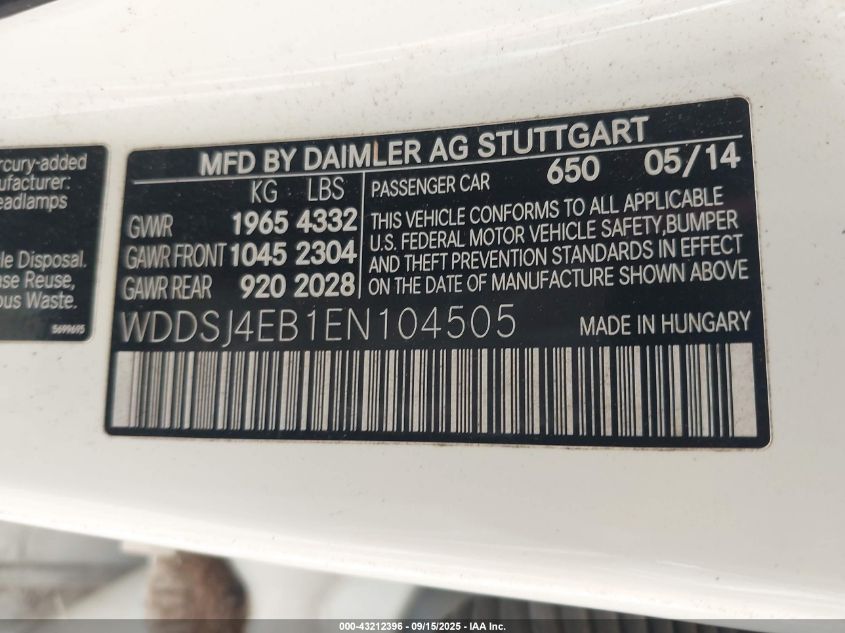 rcury-added
nufacturer:
eadlamps
le Disposal.
ase Reuse,
ous Waste.
MFD BY DAIMLER AG STUTTGART
KG LBS
GVWR 1965 4332
GAWR FRONT 1045 2304
GAWR REAR 920 2028
PASSENGER CAR 650 05/14
THIS VEHICLE CONFORMS TO ALL APPLICABLE
U.S. FEDERAL MOTOR VEHICLE SAFETY,BUMPER
AND THEFT PREVENTION STANDARDS IN EFFECT
ON THE DATE OF MANUFACTURE SHOWN ABOVE
WDDSJ4EB1EN104505 MADE IN HUNGARY
000-43212396 - 09/15/2025 - IAA Inc.